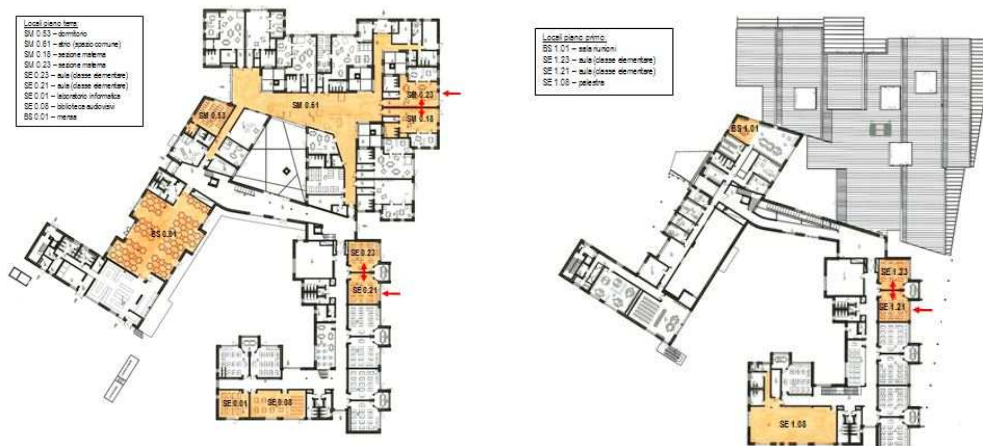 Locali piano terra:
SM 0.53 – dormitorio
SM 0.51 – atrio (spazio comune)
SM 0.18 – sezione materna
SM 0.23 – sezione materna
SE 0.23 – aula (classe elementare)
SE 0.21 – aula (classe elementare)
SE 0.01 – laboratorio informatica
SE 0.08 – biblioteca audiovisivi
BS 0.01 – mensa
SM 0.23
SM 0.51
SM 0.18
SM 0.53
BS 0.01
SE 0.23
SE 0.21
SE 0.01
SE 0.08
Locali piano primo:
BS 1.01 – sala riunioni
SE 1.23 – aula (classe elementare)
SE 1.21 – aula (classe elementare)
SE 1.08 – palestra
BS 1.01
SE 1.23
SE 1.21
SE 1.08